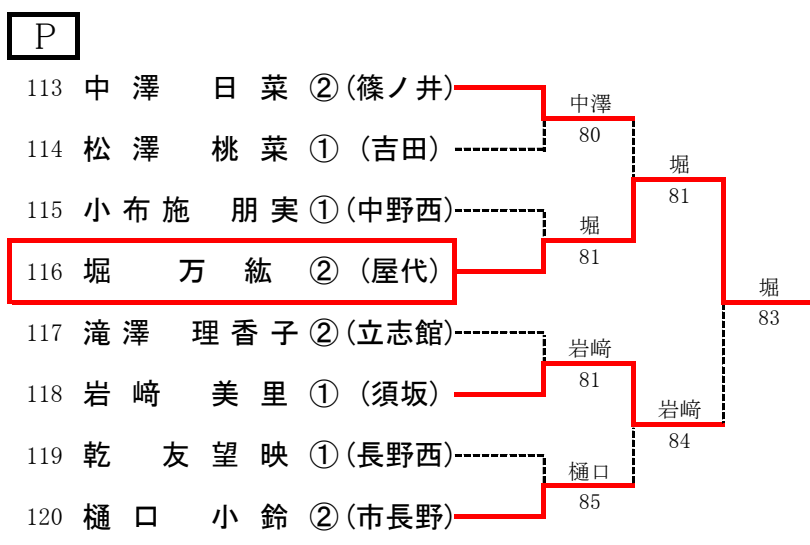 P
113 中澤 日菜 ② (篠ノ井)
中澤
80
114 松澤 桃菜 ① (吉田)
堀
81
115 小布施 朋実 ① (中野西)
堀
81
116 堀 万紘 ② (屋代)
堀
83
117 滝澤 理香子 ② (立志館)
岩﨑
81
118 岩﨑 美里 ① (須坂)
岩﨑
84
119 乾 友望映 ① (長野西)
樋口
85
120 樋口 小鈴 ② (市長野)